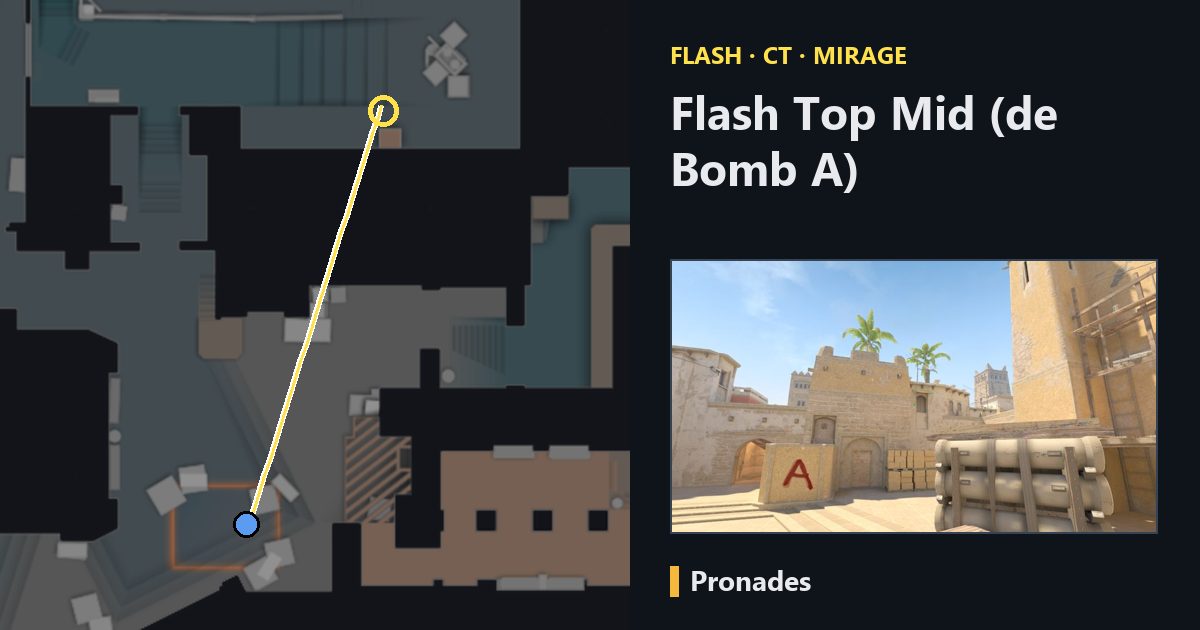 FLASH · CT · MIRAGE
Flash Top Mid (de
Bomb A)
A
Pronades